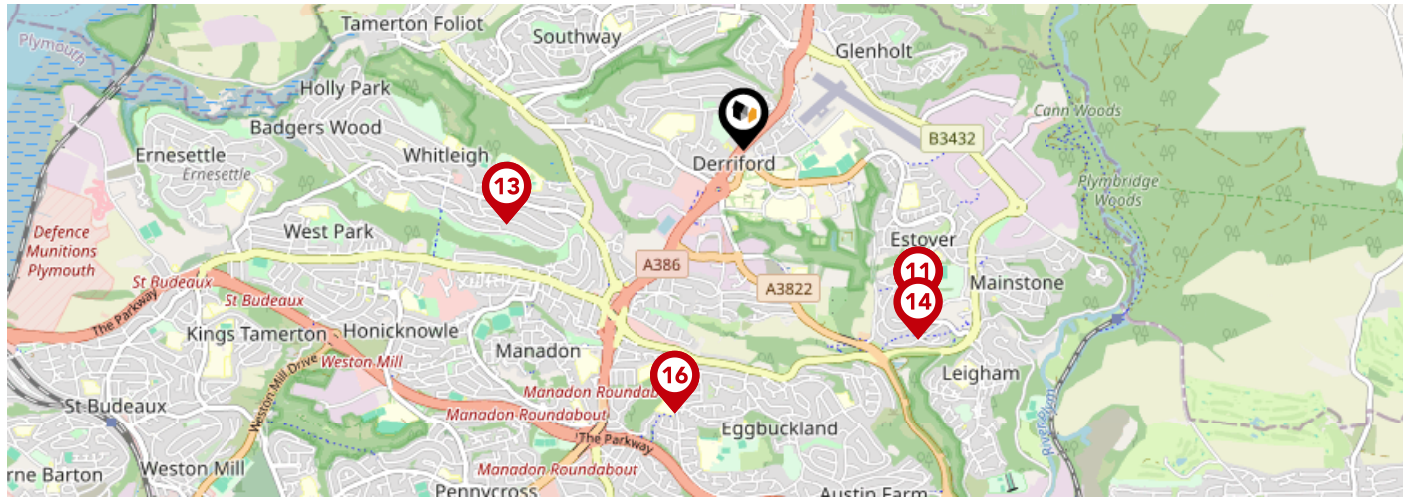 Tamerton Foliot
Southway
Glenholt
Plymouth
Holly Park
Cann Woods
Badgers Wood
B3432
Ernesettle
Ernesettle
Whitleigh
Derriford
13
Plymbridge
Woods
Defence
Munitions
Plymouth
West Park
Estover
A386
11
St Budeaux
St Budeaux
A3822
14
Mainstone
The Parkway
Kings Tamerton
Honicknowle
Manadon
Weston Mill
Weston Mill Drive
16
Leigham
Manadon Roundab
St Budeaux
Manadon Roundabout
The Parkway
Eggbuckland
River Plym
rne Barton
Weston Mill
Manadon Roundabout
Pennycross
Austin Farm